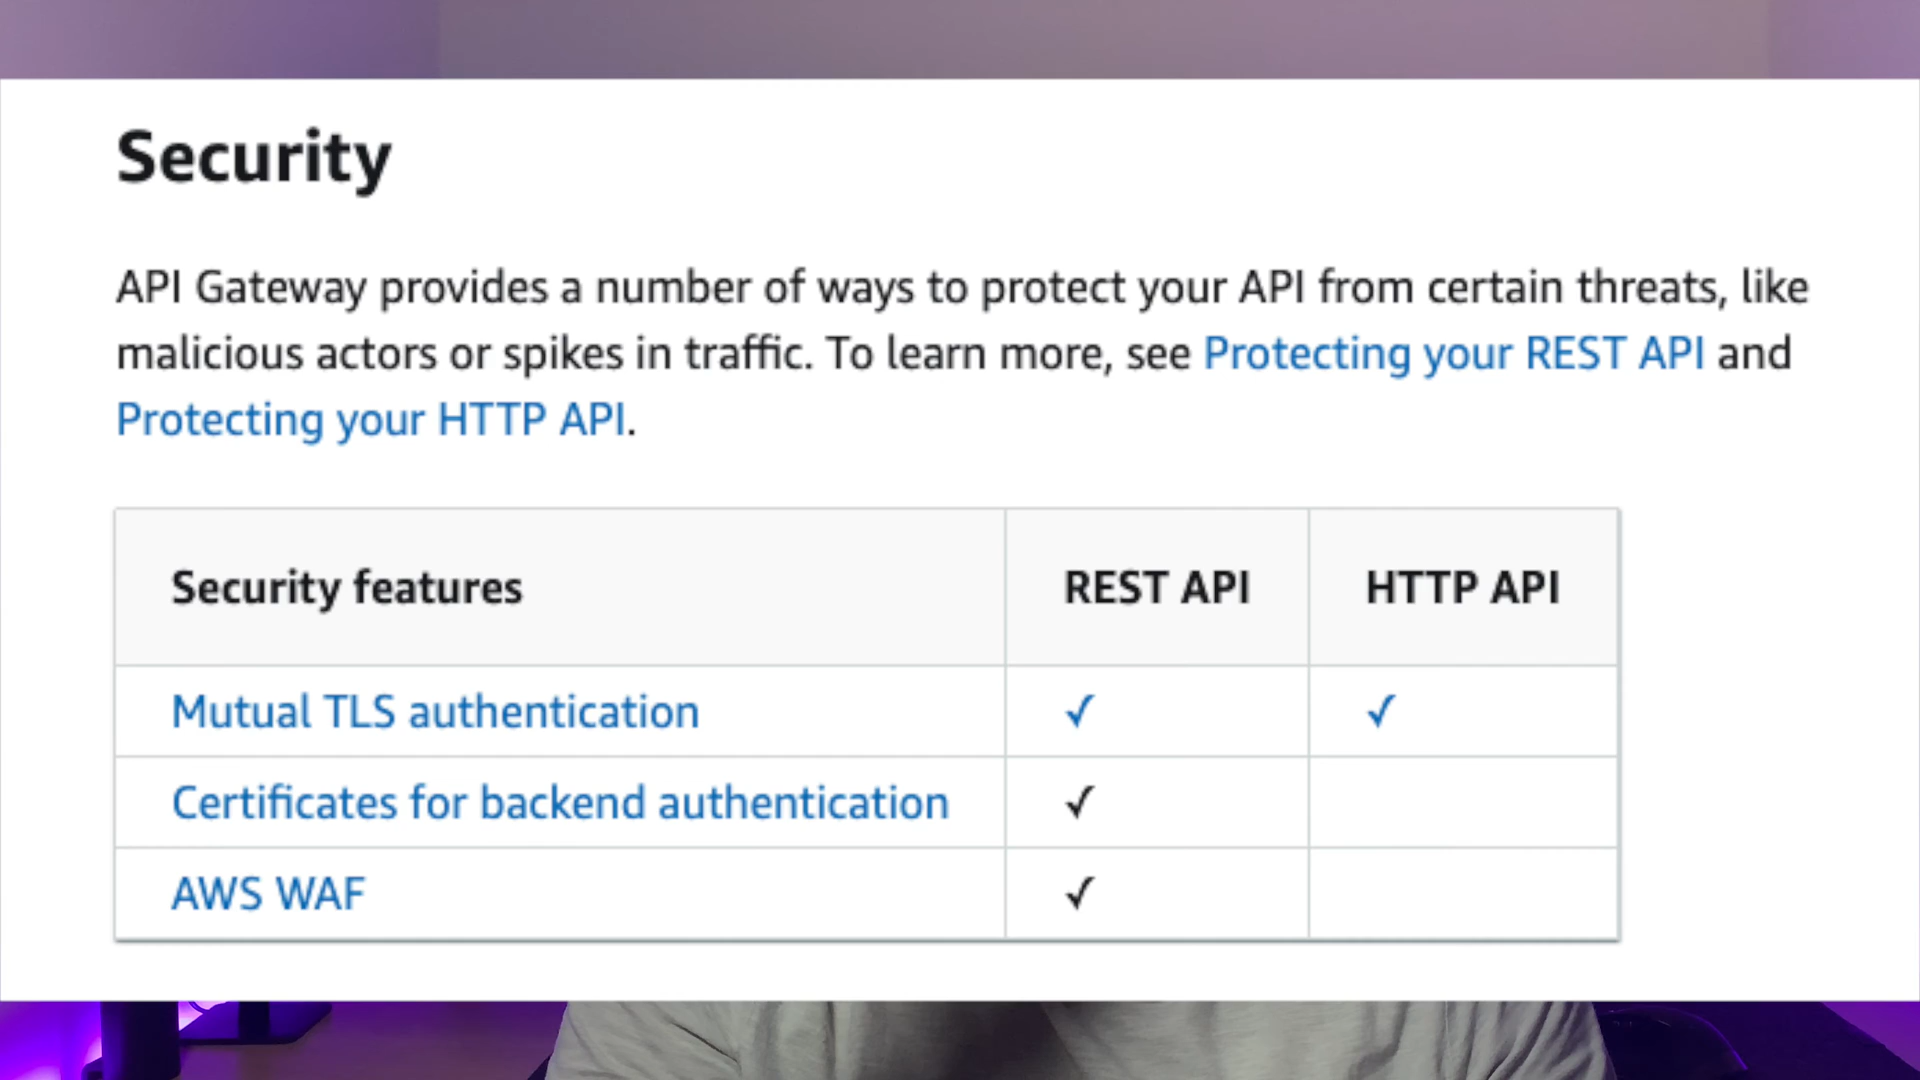 Security
API Gateway provides a number of ways to protect your API from certain threats, like
malicious actors or spikes in traffic. To learn more, see Protecting your REST API and
Protecting your HTTP API.
Security features REST API HTTP API
Mutual TLS authentication ✓ ✓
Certificates for backend authentication ✓
AWS WAF ✓